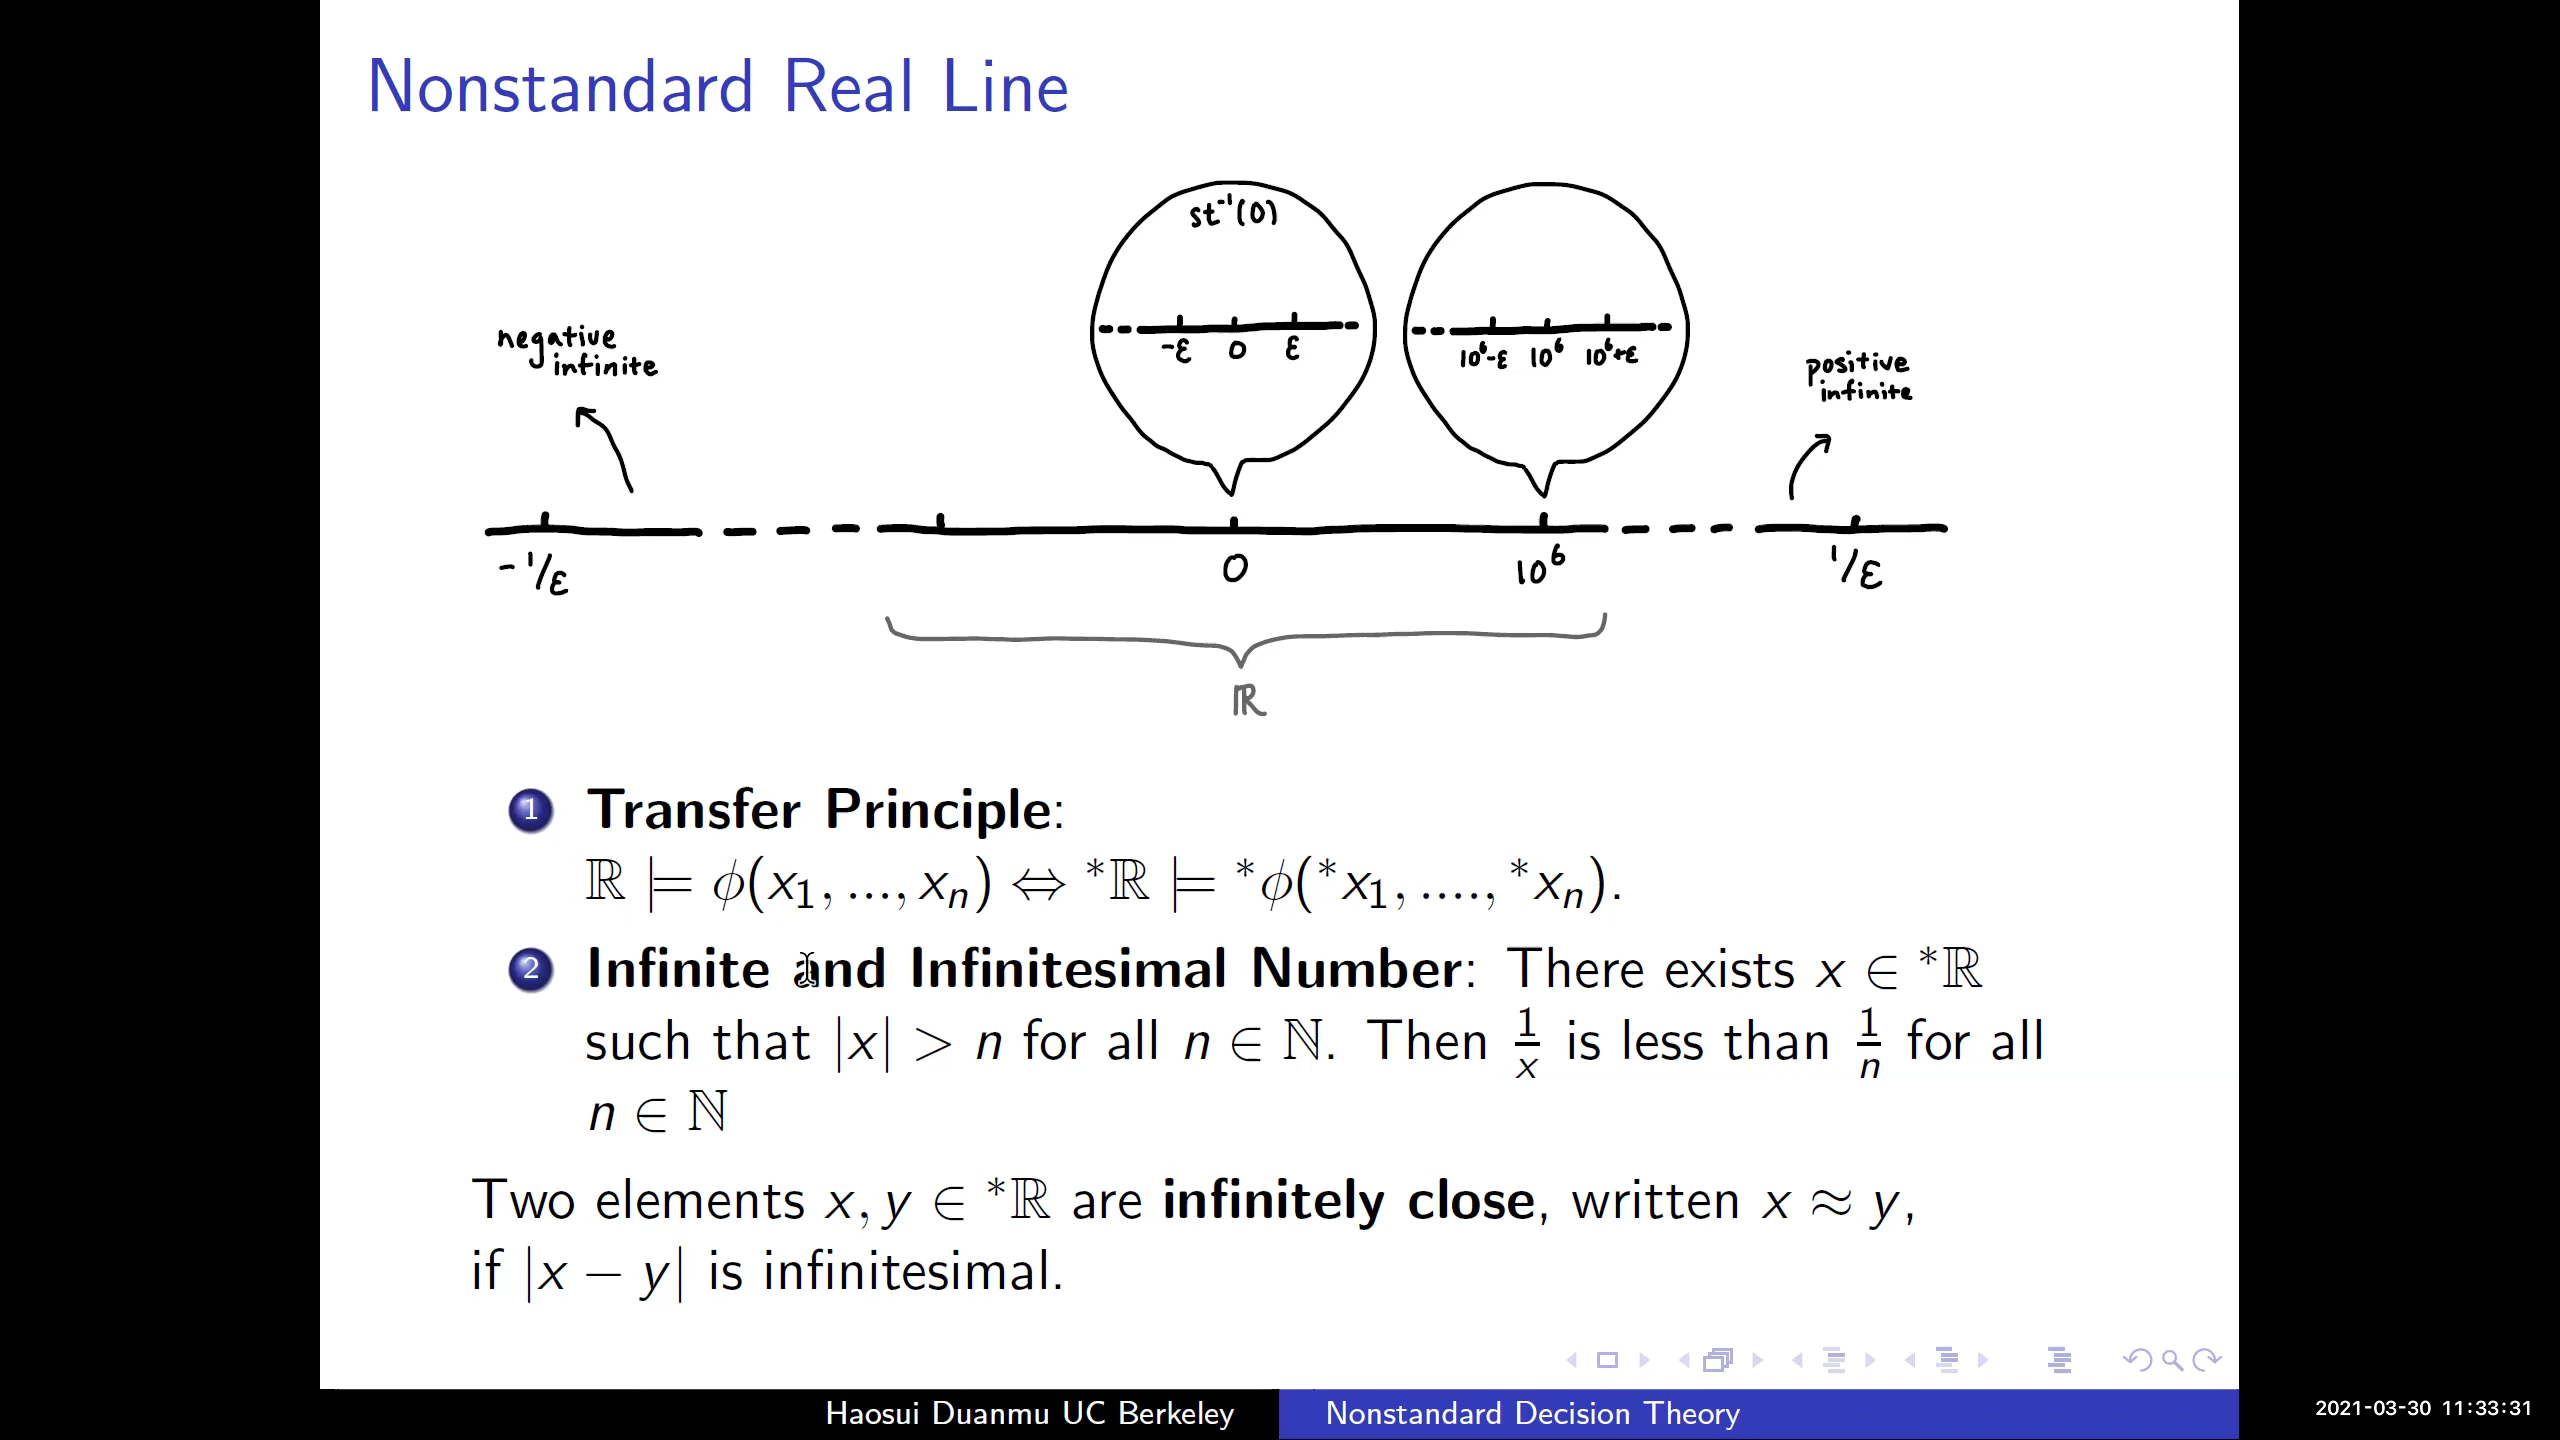 Nonstandard Real Line
st⁻¹(0)
-ε 0 ε
10⁶-ε 10⁶ 10⁶+ε
negative
infinite
positive
infinite
-1/ε 0 10⁶ 1/ε
ℝ
1 Transfer Principle:
ℝ ⊨ ϕ(x₁, ..., xₙ) ⇔ *ℝ ⊨ *ϕ(*x₁, ...., *xₙ).
2 Infinite and Infinitesimal Number: There exists x ∈ *ℝ
such that |x| > n for all n ∈ ℕ. Then 1/x is less than 1/n for all
n ∈ ℕ
Two elements x, y ∈ *ℝ are infinitely close, written x ≈ y,
if |x − y| is infinitesimal.
Haosui Duanmu UC Berkeley Nonstandard Decision Theory
2021-03-30 11:33:31